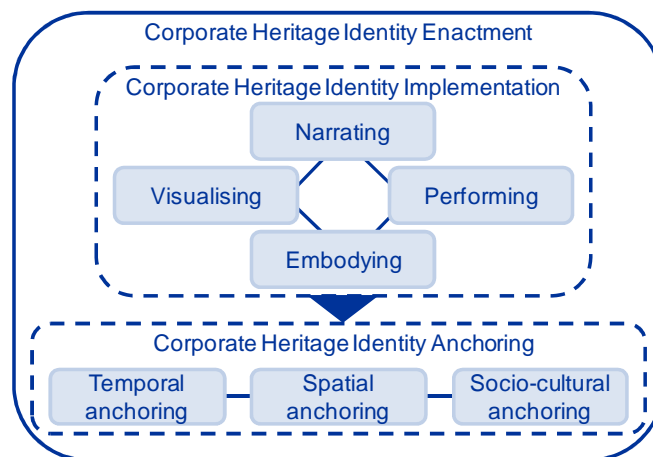 Corporate Heritage Identity Enactment
Corporate Heritage Identity Implementation
Narrating
Visualising
Performing
Embodying
Corporate Heritage Identity Anchoring
Temporal
anchoring
Spatial
anchoring
Socio-cultural
anchoring